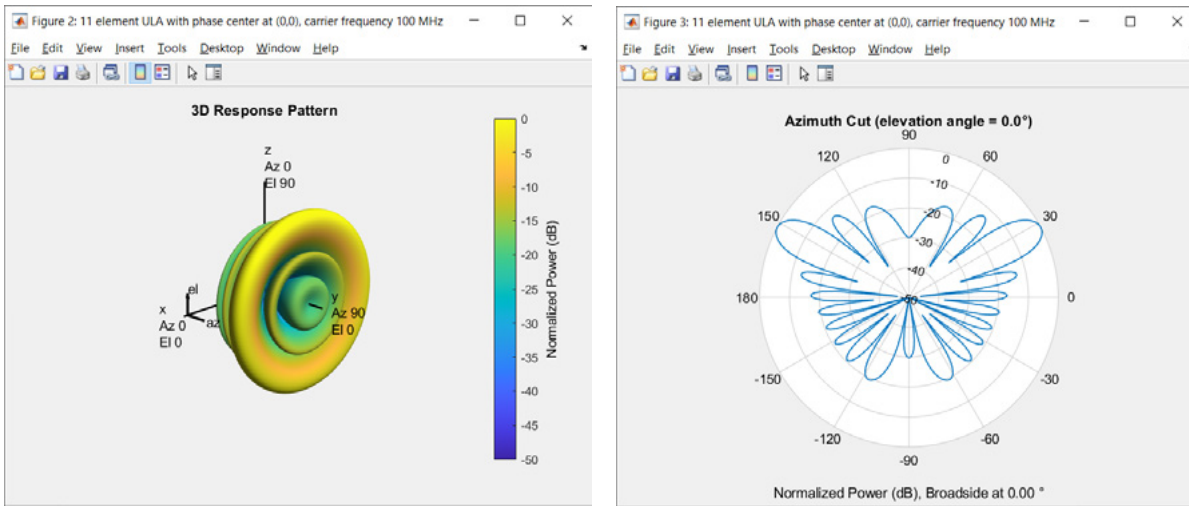 Figure 2: 11 element ULA with phase center at (0,0), carrier frequency 100 MHz
File Edit View Insert Tools Desktop Window Help
3D Response Pattern
z
Az 0
El 90
el
x
az
Az 0
El 0
y
Az 90
El 0
0
-5
-10
-15
-20
-25
-30
-35
-40
-45
-50
Normalized Power (dB)
Figure 3: 11 element ULA with phase center at (0,0), carrier frequency 100 MHz
File Edit View Insert Tools Desktop Window Help
Azimuth Cut (elevation angle = 0.0°)
90
120
60
0
-10
150
30
-20
-30
-40
180
-50
0
-150
-30
-120
-60
-90
Normalized Power (dB), Broadside at 0.00 °